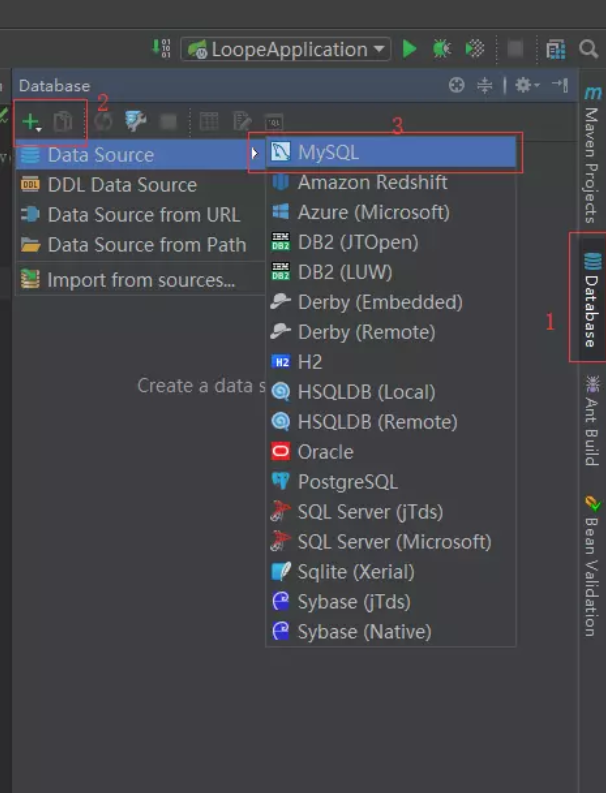 LoopeApplication
Database
2
3
Data Source
DDL Data Source
Data Source from URL
Data Source from Path
Import from sources...
MySQL
Amazon Redshift
Azure (Microsoft)
DB2 (JTOpen)
DB2 (LUW)
Derby (Embedded)
Derby (Remote)
H2
HSQLDB (Local)
HSQLDB (Remote)
Oracle
PostgreSQL
SQL Server (jTds)
SQL Server (Microsoft)
Sqlite (Xerial)
Sybase (jTds)
Sybase (Native)
Create a data s
Maven Projects
1
Database
Ant Build
Bean Validation